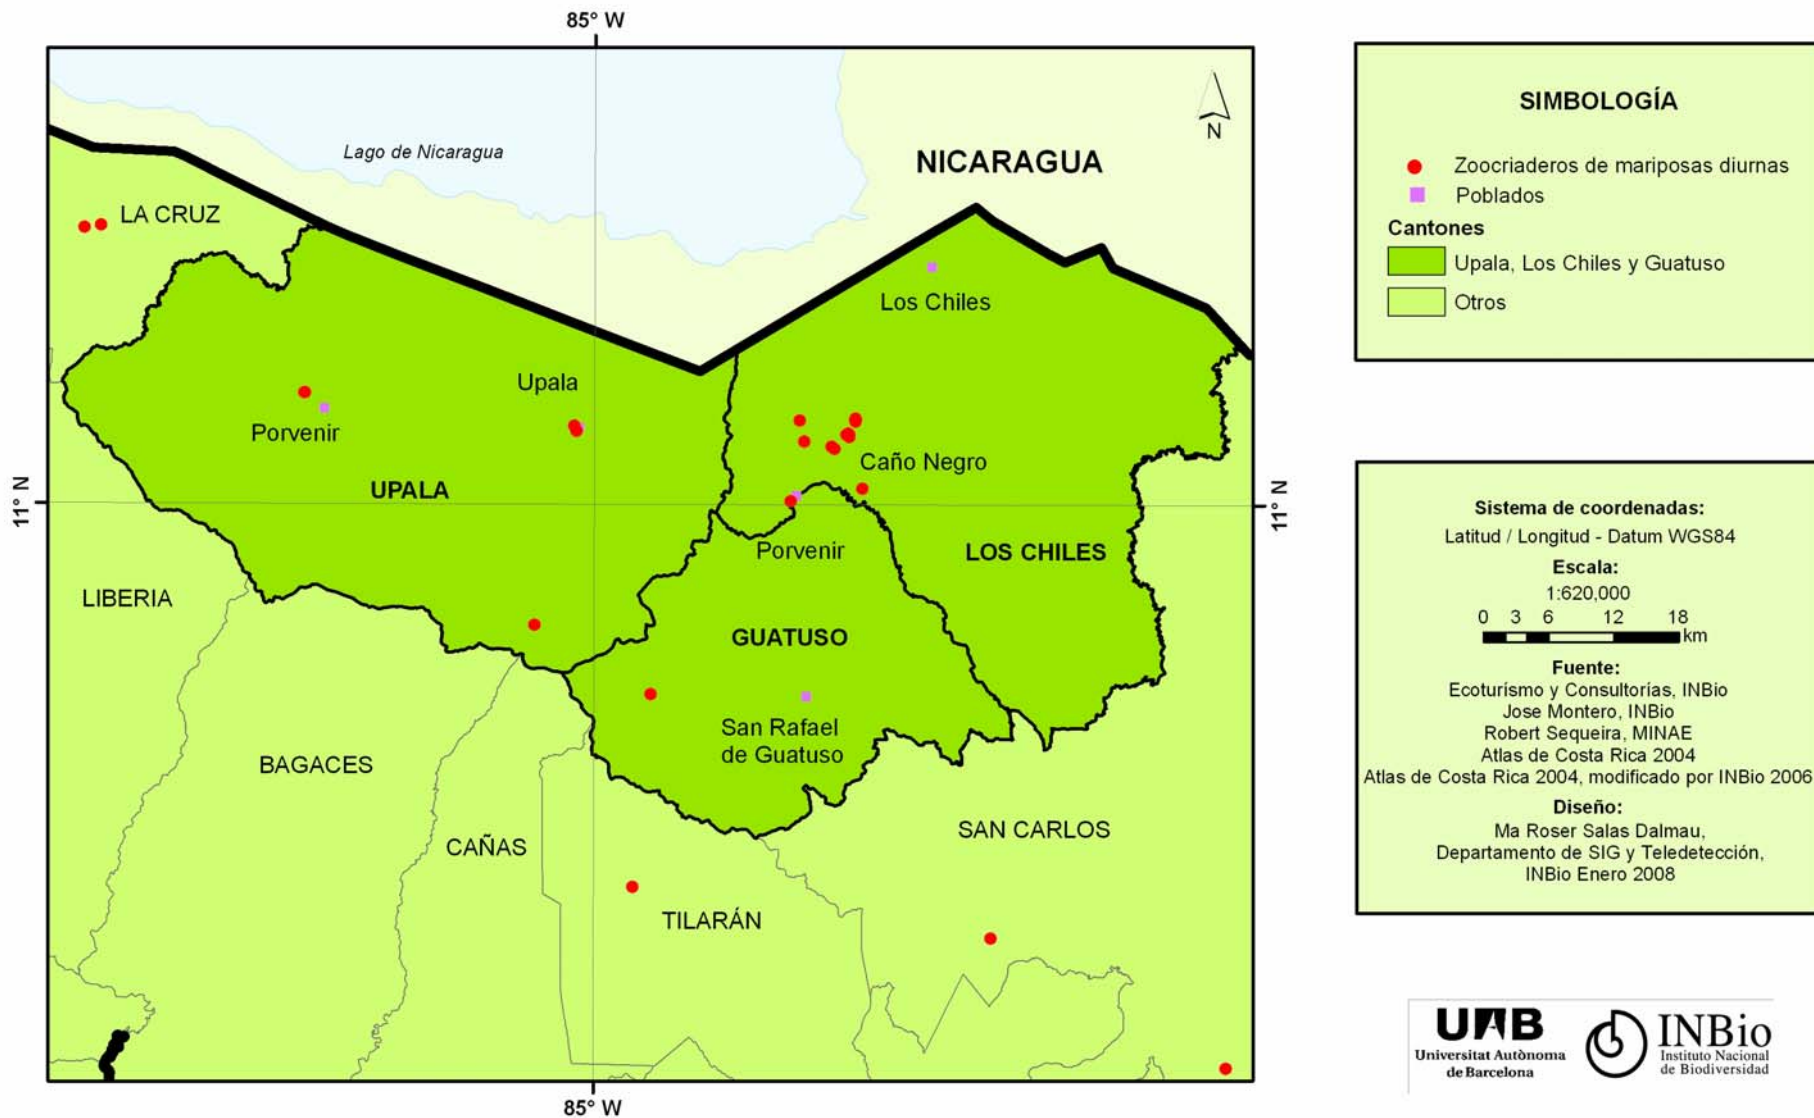 85° W
Lago de Nicaragua
NICARAGUA
N
LA CRUZ
Los Chiles
Upala
Porvenir
Caño Negro
UPALA
11° N
11° N
Porvenir
LOS CHILES
LIBERIA
GUATUSO
San Rafael
de Guatuso
BAGACES
SAN CARLOS
CAÑAS
TILARÁN
85° W
SIMBOLOGÍA
Zoocriaderos de mariposas diurnas
Poblados
Cantones
Upala, Los Chiles y Guatuso
Otros
Sistema de coordenadas:
Latitud / Longitud - Datum WGS84
Escala:
1:620,000
0 3 6 12 18
km
Fuente:
Ecoturismo y Consultorías, INBio
Jose Montero, INBio
Robert Sequeira, MINAE
Atlas de Costa Rica 2004
Atlas de Costa Rica 2004, modificado por INBio 2006
Diseño:
Ma Roser Salas Dalmau,
Departamento de SIG y Teledetección,
INBio Enero 2008
UAB
Universitat Autònoma
de Barcelona
INBio
Instituto Nacional
de Biodiversidad